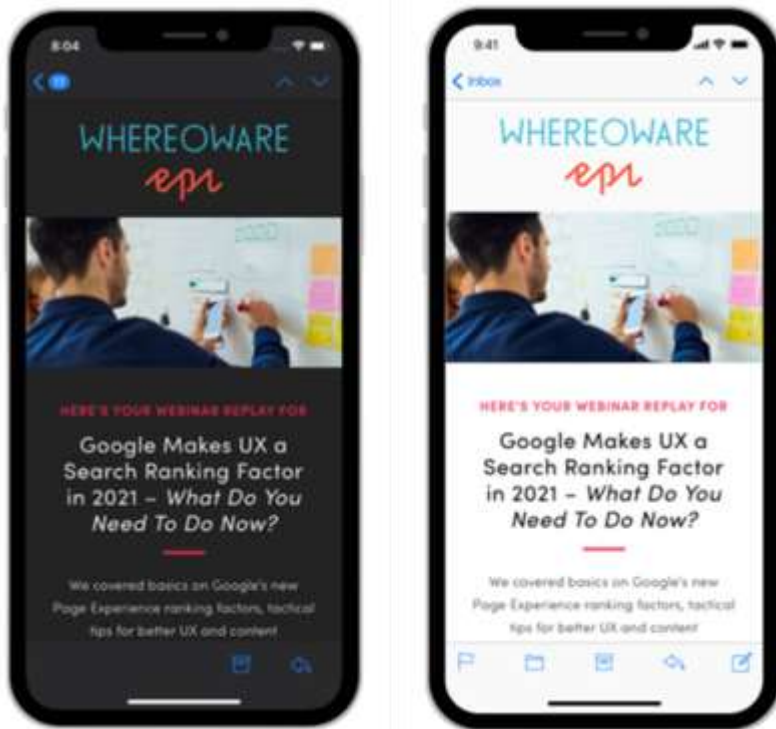 8:04
17
WHEREOWARE
epi
HERE'S YOUR WEBINAR REPLAY FOR
Google Makes UX a
Search Ranking Factor
in 2021 – What Do You
Need To Do Now?
We covered basics on Google's new
Page Experience ranking factors, tactical
tips for better UX and content
9:41
Inbox
WHEREOWARE
epi
HERE'S YOUR WEBINAR REPLAY FOR
Google Makes UX a
Search Ranking Factor
in 2021 – What Do You
Need To Do Now?
We covered basics on Google's new
Page Experience ranking factors, tactical
tips for better UX and content